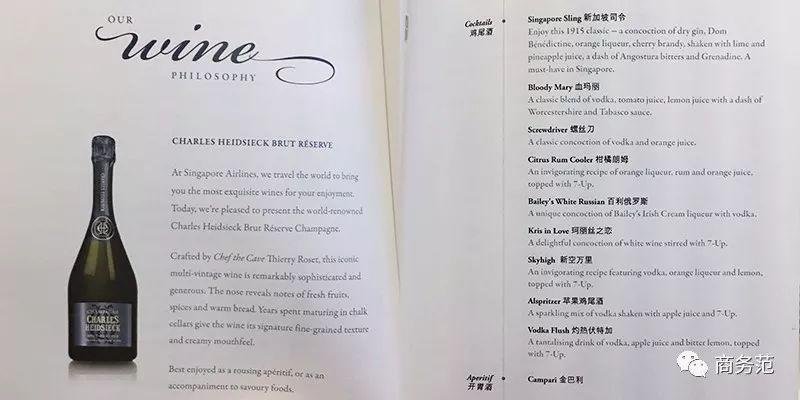 OUR
wine
PHILOSOPHY
CHARLES HEIDSIECK BRUT RÉSERVE
At Singapore Airlines, we travel the world to bring
you the most exquisite wines for your enjoyment.
Today, we're pleased to present the world-renowned
Charles Heidsieck Brut Réserve Champagne.
Crafted by Chef the Cave Thierry Roset, this iconic
multi-vintage wine is remarkably sophisticated and
generous. The nose reveals notes of fresh fruits,
spices and warm bread. Years spent maturing in chalk
cellars give the wine its signature fine-grained texture
and creamy mouthfeel.
Best enjoyed as a rousing apéritif, or as an
accompaniment to savoury foods.
CHAMPAGNE
CHARLES
HEIDSIECK
Cocktails
鸡尾酒
Singapore Sling 新加坡司令
Enjoy this 1915 classic – a concoction of dry gin, Dom
Bénédictine, orange liqueur, cherry brandy, shaken with lime and
pineapple juice, a dash of Angostura bitters and Grenadine. A
must-have in Singapore.
Bloody Mary 血玛丽
A classic blend of vodka, tomato juice, lemon juice with a dash of
Worcestershire and Tabasco sauce.
Screwdriver 螺丝刀
A classic concoction of vodka and orange juice.
Citrus Rum Cooler 柑橘朗姆
An invigorating recipe of orange liqueur, rum and orange juice,
topped with 7-Up.
Bailey's White Russian 百利俄罗斯
A unique concoction of Bailey's Irish Cream liqueur with vodka.
Kris in Love 珂丽丝之恋
A delightful concoction of white wine stirred with 7-Up.
Skyhigh 新空万里
An invigorating recipe featuring vodka, orange liqueur and lemon,
topped with 7-Up.
Alspritzer 苹果鸡尾酒
A sparkling mix of vodka shaken with apple juice and 7-Up.
Vodka Flush 灼热伏特加
A tantalising drink of vodka, apple juice and bitter lemon, topped
with 7-Up.
Aperitif
开胃酒
Campari 金巴利
商务范